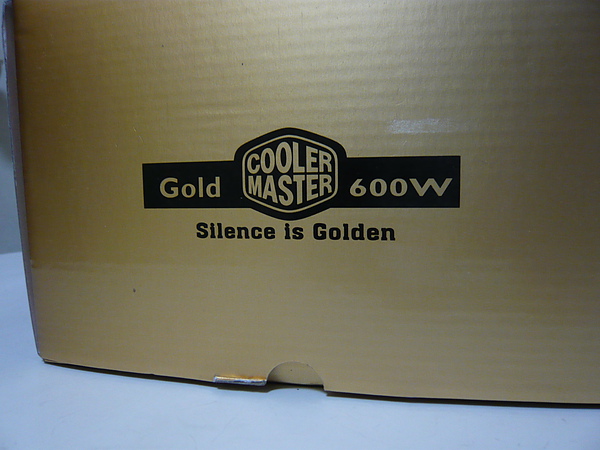 Gold COOLER MASTER 600W
Silence is Golden